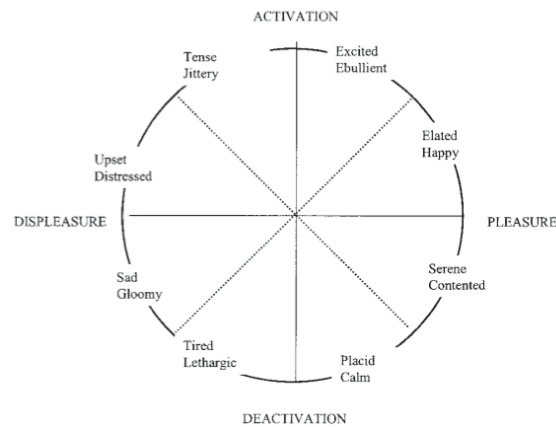 ACTIVATION
Tense
Jittery
Excited
Ebullient
Elated
Happy
Upset
Distressed
DISPLEASURE
PLEASURE
Sad
Gloomy
Serene
Contented
Tired
Lethargic
Placid
Calm
DEACTIVATION